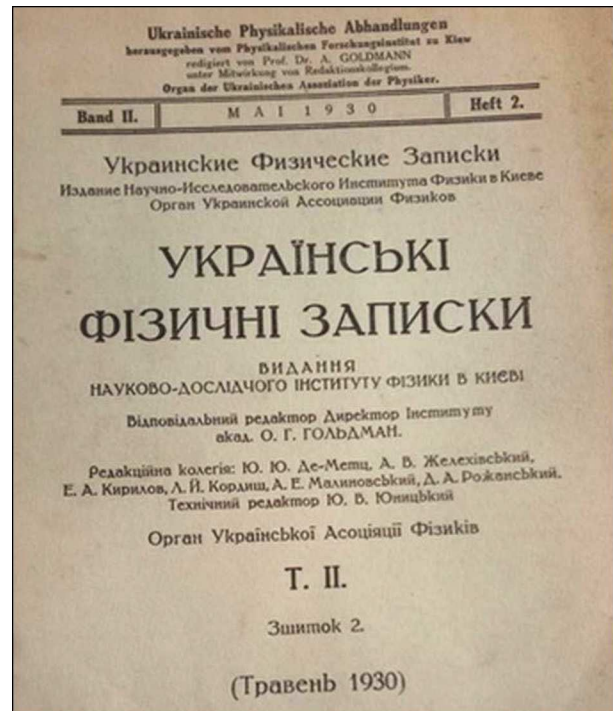 Ukrainische Physikalische Abhandlungen
herausgegeben vom Physikalischen Forschungsinstitut zu Kiew
redigiert von Prof. Dr. A. GOLDMANN
unter Mitwirkung von Redaktionskollegium.
Organ der Ukrainischen Association der Physiker.
Band II. MAI 1930 Heft 2.
Украинские Физические Записки
Издание Научно-Исследовательского Института Физики в Киеве
Орган Украинской Ассоциации Физиков
УКРАЇНСЬКІ
ФІЗИЧНІ ЗАПИСКИ
ВИДАННЯ
НАУКОВО-ДОСЛІДЧОГО ІНСТИТУТУ ФІЗИКИ В КИЄВІ
Відповідальний редактор Директор Інституту
акад. О. Г. ГОЛЬДМАН.
Редакційна колегія: Ю. Ю. Де-Метц, А. В. Желехівський,
Е. А. Кирилов, Л. Й. Кордиш, А. Е. Малиновський, Д. А. Рожанський.
Технічний редактор Ю. В. Юницький
Орган Української Асоціяції Фізиків
Т. II.
Зшиток 2.
(Травень 1930)